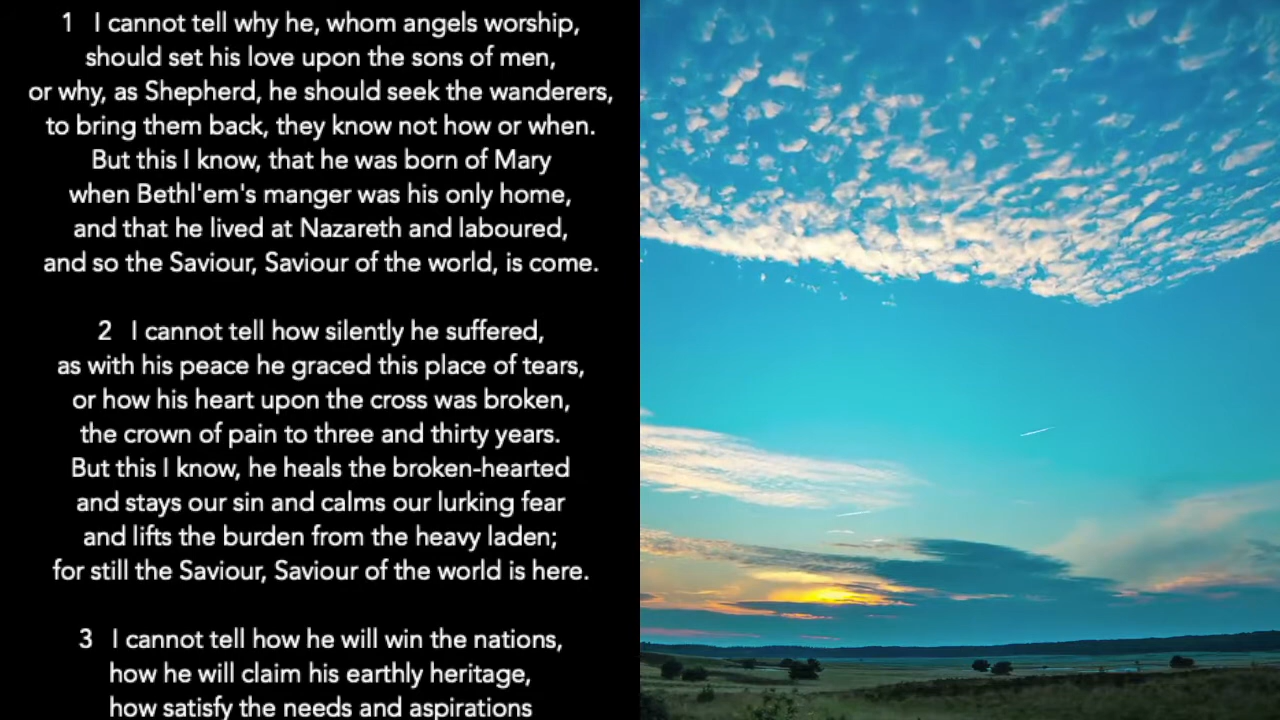 1 I cannot tell why he, whom angels worship,
should set his love upon the sons of men,
or why, as Shepherd, he should seek the wanderers,
to bring them back, they know not how or when.
But this I know, that he was born of Mary
when Bethl'em's manger was his only home,
and that he lived at Nazareth and laboured,
and so the Saviour, Saviour of the world, is come.
2 I cannot tell how silently he suffered,
as with his peace he graced this place of tears,
or how his heart upon the cross was broken,
the crown of pain to three and thirty years.
But this I know, he heals the broken-hearted
and stays our sin and calms our lurking fear
and lifts the burden from the heavy laden;
for still the Saviour, Saviour of the world is here.
3 I cannot tell how he will win the nations,
how he will claim his earthly heritage,
how satisfy the needs and aspirations